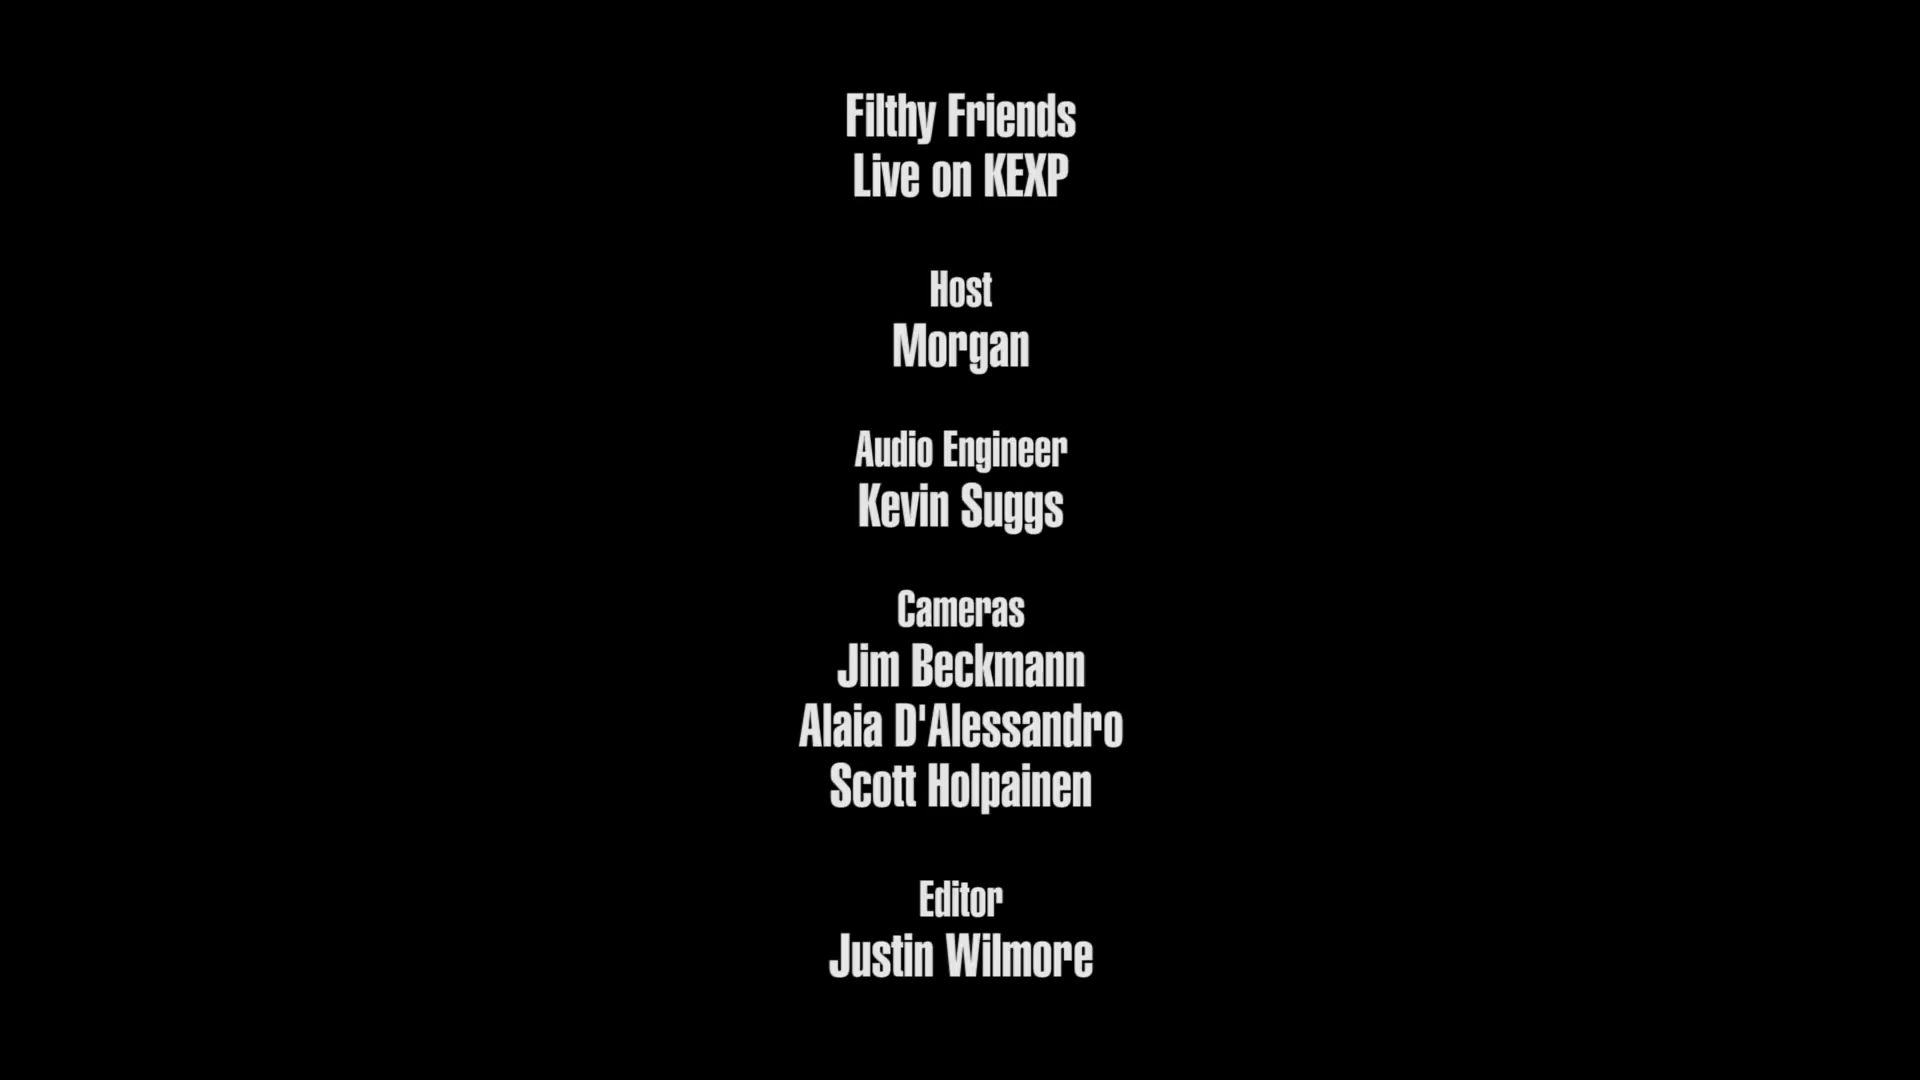 Filthy Friends
Live on KEXP
Host
Morgan
Audio Engineer
Kevin Suggs
Cameras
Jim Beckmann
Alaia D'Alessandro
Scott Holpainen
Editor
Justin Wilmore